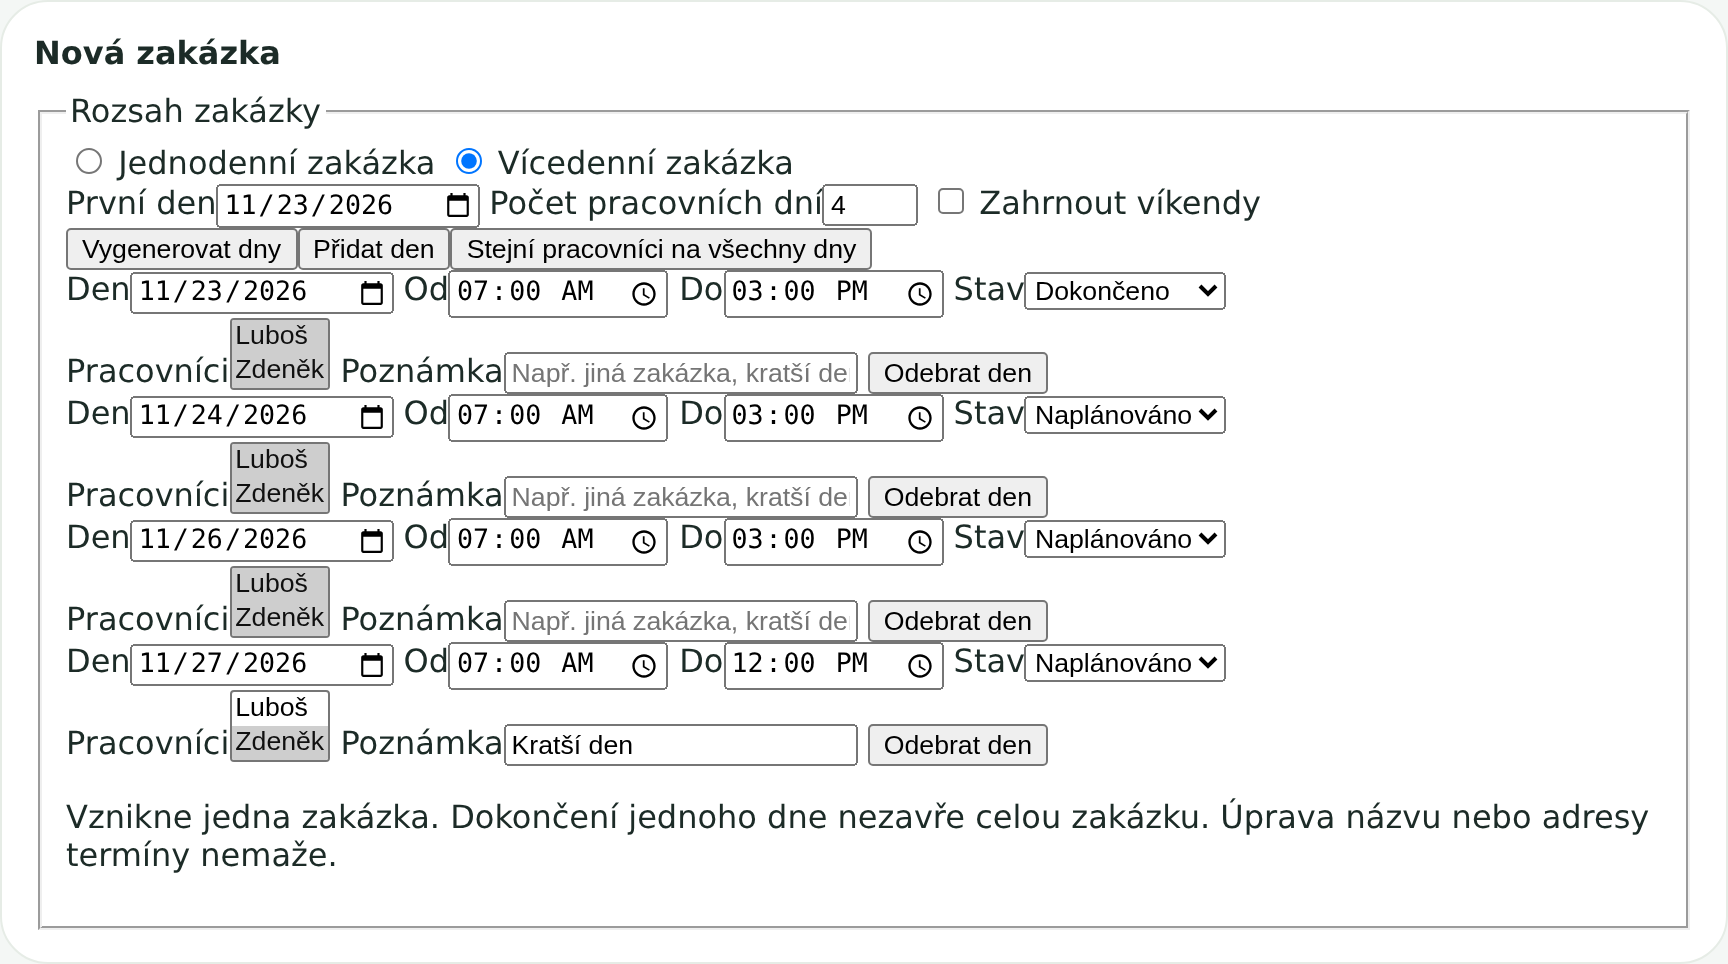 Nová zakázka
Rozsah zakázky
Jednodenní zakázka Vícedenní zakázka
První den 11/23/2026 Počet pracovních dní 4 Zahrnout víkendy
Vygenerovat dny Přidat den Stejní pracovníci na všechny dny
Den 11/23/2026 Od 07:00 AM Do 03:00 PM Stav Dokončeno
Luboš
Zdeněk
Pracovníci Poznámka Např. jiná zakázka, kratší de Odebrat den
Den 11/24/2026 Od 07:00 AM Do 03:00 PM Stav Naplánováno
Luboš
Zdeněk
Pracovníci Poznámka Např. jiná zakázka, kratší de Odebrat den
Den 11/26/2026 Od 07:00 AM Do 03:00 PM Stav Naplánováno
Luboš
Zdeněk
Pracovníci Poznámka Např. jiná zakázka, kratší de Odebrat den
Den 11/27/2026 Od 07:00 AM Do 12:00 PM Stav Naplánováno
Luboš
Zdeněk
Pracovníci Poznámka Kratší den Odebrat den
Vznikne jedna zakázka. Dokončení jednoho dne nezavře celou zakázku. Úprava názvu nebo adresy
termíny nemaže.